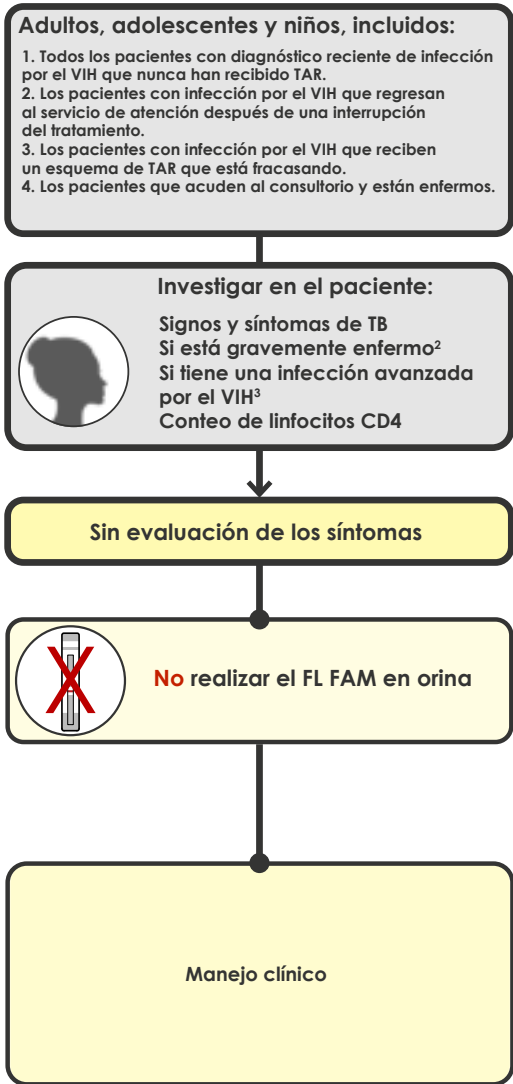 Adultos, adolescentes y niños, incluidos:
1. Todos los pacientes con diagnóstico reciente de infección
por el VIH que nunca han recibido TAR.
2. Los pacientes con infección por el VIH que regresan
al servicio de atención después de una interrupción
del tratamiento.
3. Los pacientes con infección por el VIH que reciben
un esquema de TAR que está fracasando.
4. Los pacientes que acuden al consultorio y están enfermos.
Investigar en el paciente:
Signos y síntomas de TB
Si está gravemente enfermo²
Si tiene una infección avanzada
por el VIH³
Conteo de linfocitos CD4
Sin evaluación de los síntomas
No realizar el FL FAM en orina
Manejo clínico